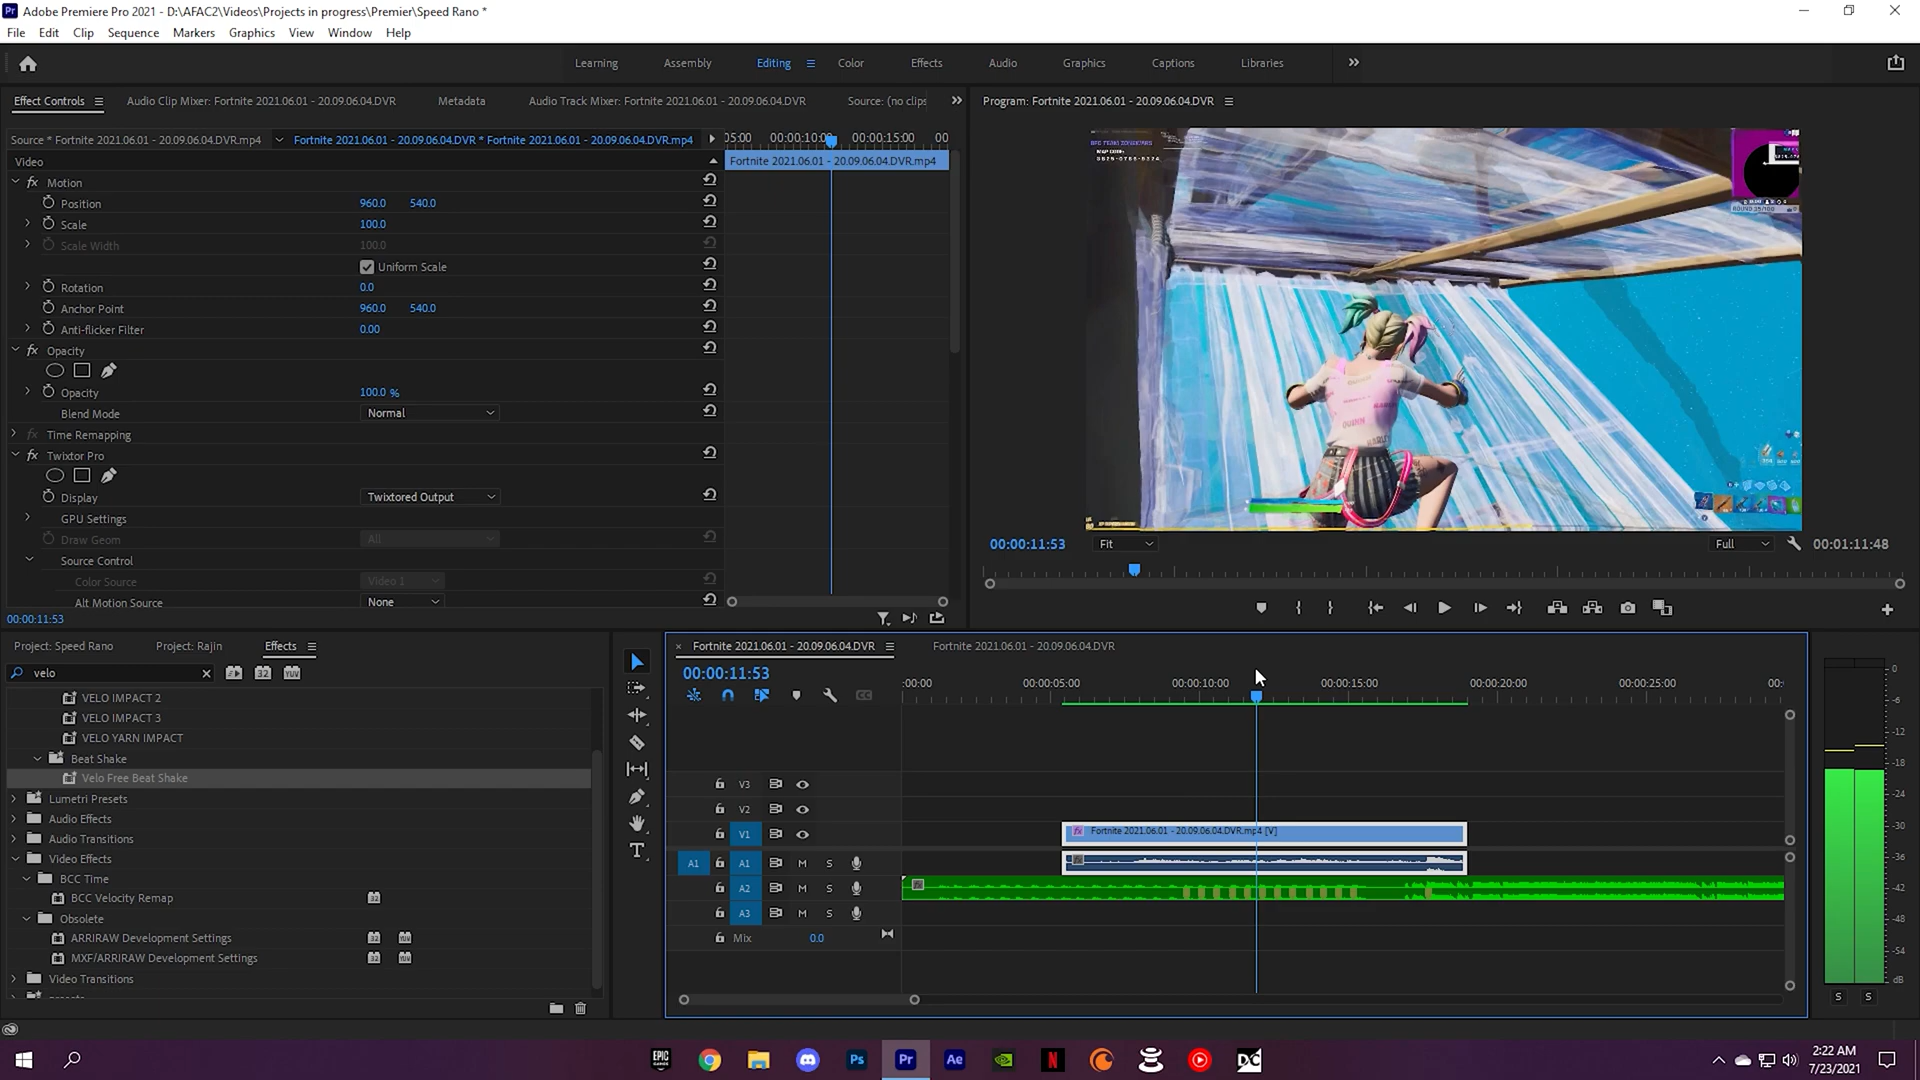 Adobe Premiere Pro 2021 - D:\AFAC2\Videos\Projects in progress\Premier\Speed Rano *
File Edit Clip Sequence Markers Graphics View Window Help
Learning Assembly Editing Color Effects Audio Graphics Captions Libraries
Effect Controls Audio Clip Mixer: Fortnite 2021.06.01 - 20.09.06.04.DVR Metadata Audio Track Mixer: Fortnite 2021.06.01 - 20.09.06.04.DVR Source: (no clips
Program: Fortnite 2021.06.01 - 20.09.06.04.DVR
Source * Fortnite 2021.06.01 - 20.09.06.04.DVR.mp4 Fortnite 2021.06.01 - 20.09.06.04.DVR * Fortnite 2021.06.01 - 20.09.06.04.DVR.mp4
00:00:10:00 00:00:15:00 00
Video
Fortnite 2021.06.01 - 20.09.06.04.DVR.mp4
fx Motion
Position 960.0 540.0
Scale 100.0
Scale Width 100.0
Uniform Scale
Rotation 0.0
Anchor Point 960.0 540.0
Anti-flicker Filter 0.00
fx Opacity
Opacity 100.0 %
Blend Mode Normal
fx Time Remapping
fx Twixtor Pro
Display Twixtored Output
GPU Settings
Draw Geom All
Source Control
Color Source Video 1
Alt Motion Source None
00:00:11:53
00:00:11:53 Fit Full 00:01:11:48
Project: Speed Rano Project: Rajin Effects
velo
VELO IMPACT 2
VELO IMPACT 3
VELO YARN IMPACT
Beat Shake
Velo Free Beat Shake
Lumetri Presets
Audio Effects
Audio Transitions
Video Effects
BCC Time
BCC Velocity Remap
Obsolete
ARRIRAW Development Settings
MXF/ARRIRAW Development Settings
Video Transitions
Fortnite 2021.06.01 - 20.09.06.04.DVR Fortnite 2021.06.01 - 20.09.06.04.DVR
00:00:11:53
:00:00 00:00:05:00 00:00:10:00 00:00:15:00 00:00:20:00 00:00:25:00 00:
V3
V2
V1 Fortnite 2021.06.01 - 20.09.06.04.DVR.mp4 [V]
A1 A1 M S
A2 M S
A3 M S
Mix 0.0
0
-6
-12
-18
-24
-30
-36
-42
-48
-54
dB
S S
EPIC GAMES Ps Pr Ae N DC
2:22 AM
7/23/2021